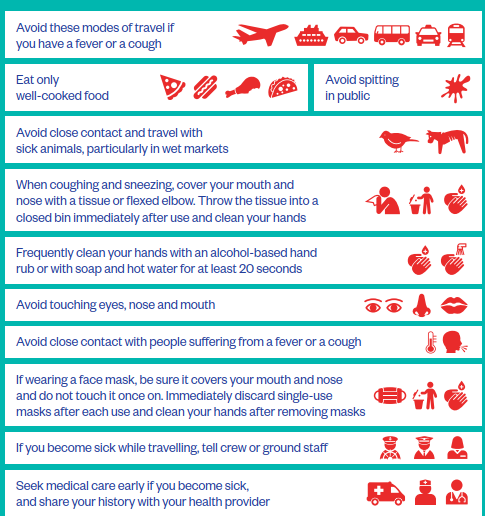 Avoid these modes of travel if
you have a fever or a cough
Eat only
well-cooked food
Avoid spitting
in public
Avoid close contact and travel with
sick animals, particularly in wet markets
When coughing and sneezing, cover your mouth and
nose with a tissue or flexed elbow. Throw the tissue into a
closed bin immediately after use and clean your hands
Frequently clean your hands with an alcohol-based hand
rub or with soap and hot water for at least 20 seconds
Avoid touching eyes, nose and mouth
Avoid close contact with people suffering from a fever or a cough
If wearing a face mask, be sure it covers your mouth and nose
and do not touch it once on. Immediately discard single-use
masks after each use and clean your hands after removing masks
If you become sick while travelling, tell crew or ground staff
Seek medical care early if you become sick,
and share your history with your health provider